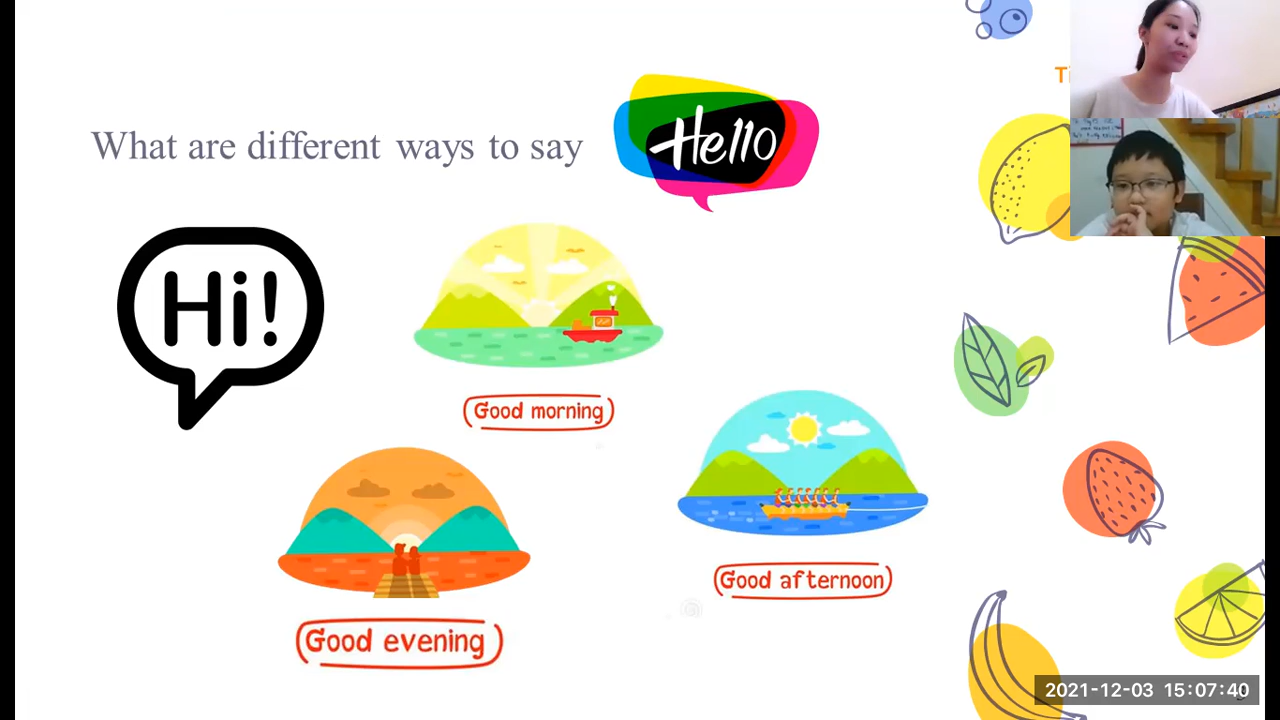 What are different ways to say
Hello
Hi!
Good morning
Good afternoon
Good evening
2021-12-03 15:07:40